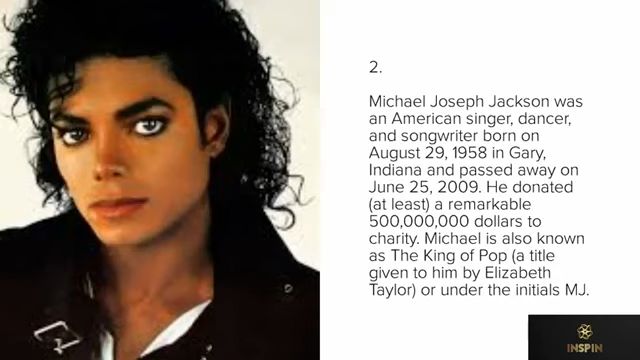 2.
Michael Joseph Jackson was
an American singer, dancer,
and songwriter born on
August 29, 1958 in Gary,
Indiana and passed away on
June 25, 2009. He donated
(at least) a remarkable
500,000,000 dollars to
charity. Michael is also known
as The King of Pop (a title
given to him by Elizabeth
Taylor) or under the initials MJ.
INSPIN